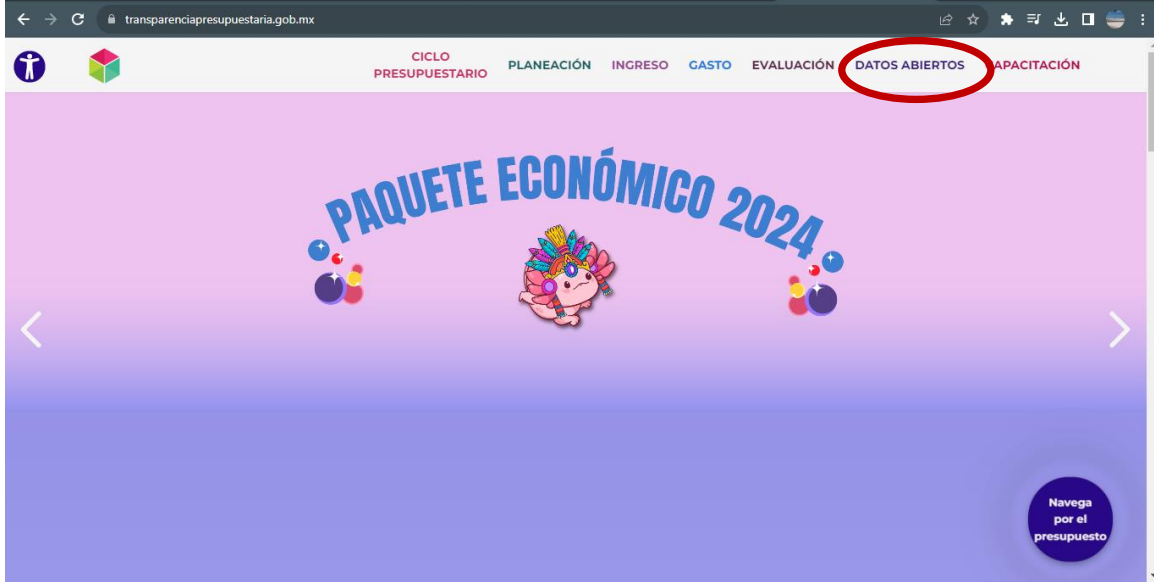 transparenciapresupuestaria.gob.mx
CICLO
PRESUPUESTARIO
PLANEACIÓN
INGRESO
GASTO
EVALUACIÓN
DATOS ABIERTOS
APACITACIÓN
PAQUETE ECONÓMICO 2024
Navega
por el
presupuesto